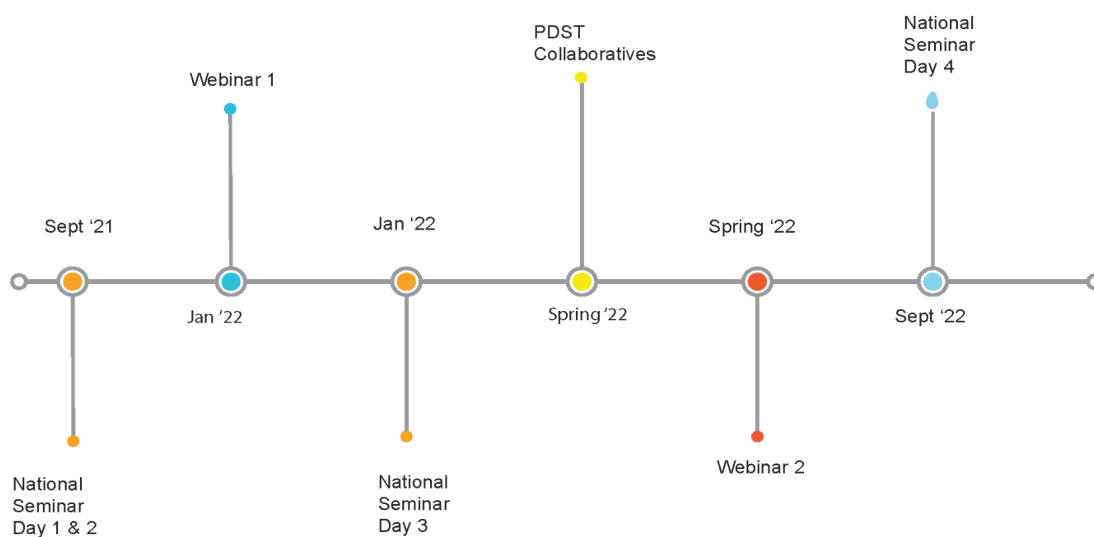 PDST
Collaboratives
National
Seminar
Day 4
Webinar 1
Sept ‘21
Jan ‘22
Spring ‘22
Jan ’22
Spring ’22
Sept ‘22
National
Seminar
Day 1 & 2
National
Seminar
Day 3
Webinar 2